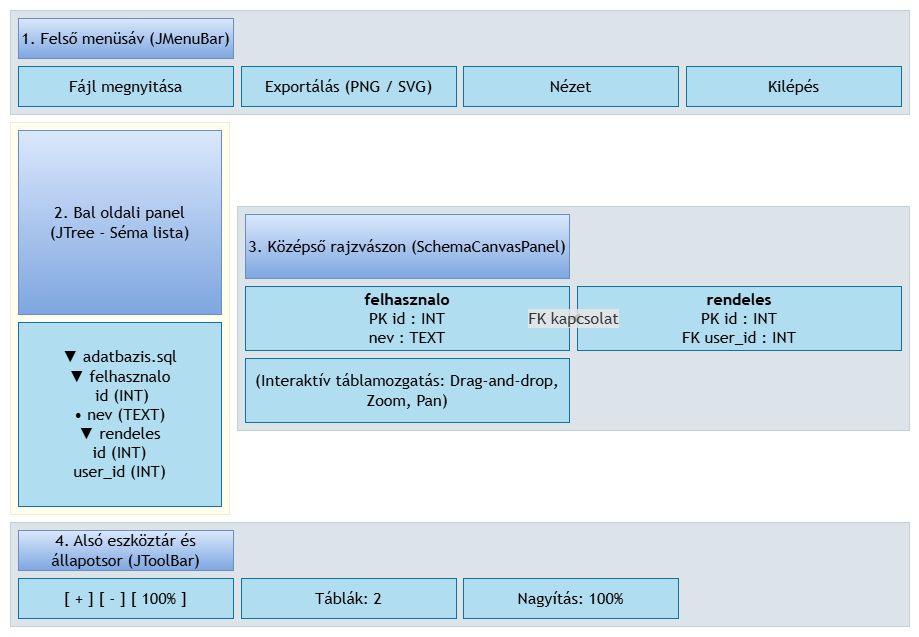 1. Felső menüsáv (JMenuBar)
Fájl megnyitása
Exportálás (PNG / SVG)
Nézet
Kilépés
2. Bal oldali panel
(JTree - Séma lista)
▼ adatbazis.sql
▼ felhasznalo
id (INT)
• nev (TEXT)
▼ rendeles
id (INT)
user_id (INT)
3. Középső rajzvászon (SchemaCanvasPanel)
felhasznalo
PK id : INT
nev : TEXT
FK kapcsolat
rendeles
PK id : INT
FK user_id : INT
(Interaktív táblamozgatás: Drag-and-drop,
Zoom, Pan)
4. Alsó eszköztár és
állapotsor (JToolBar)
[ + ] [ - ] [ 100% ]
Táblák: 2
Nagyítás: 100%